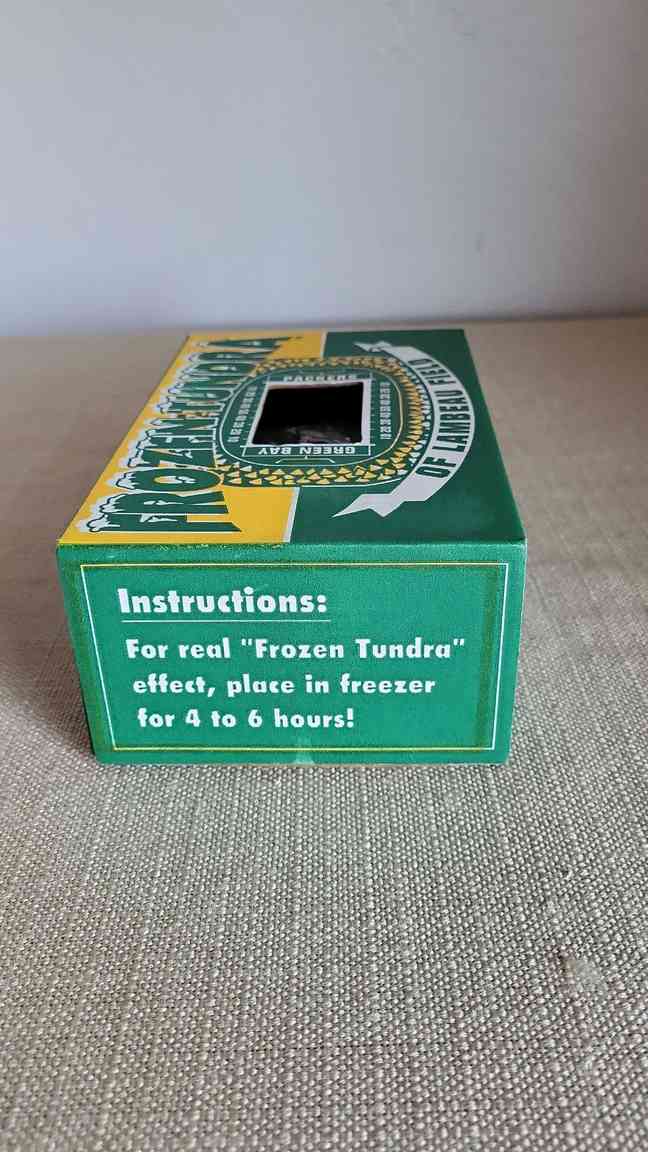 FROZEN TUNDRA!
OF LAMBEAU FIELD
PACKERS
GREEN BAY
Instructions:
For real "Frozen Tundra"
effect, place in freezer
for 4 to 6 hours!